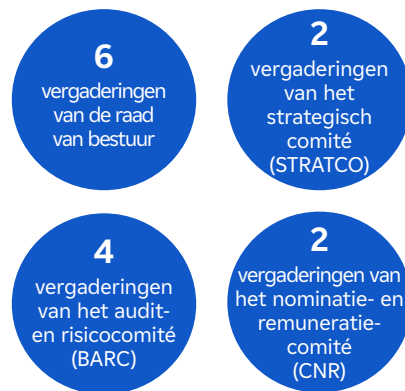 6
vergaderingen
van de raad
van bestuur
2
vergaderingen
van het
strategisch
comité
(STRATCO)
4
vergaderingen
van het audit-
en risicocomité
(BARC)
2
vergaderingen van
het nominatie- en
remuneratie-
comité
(CNR)